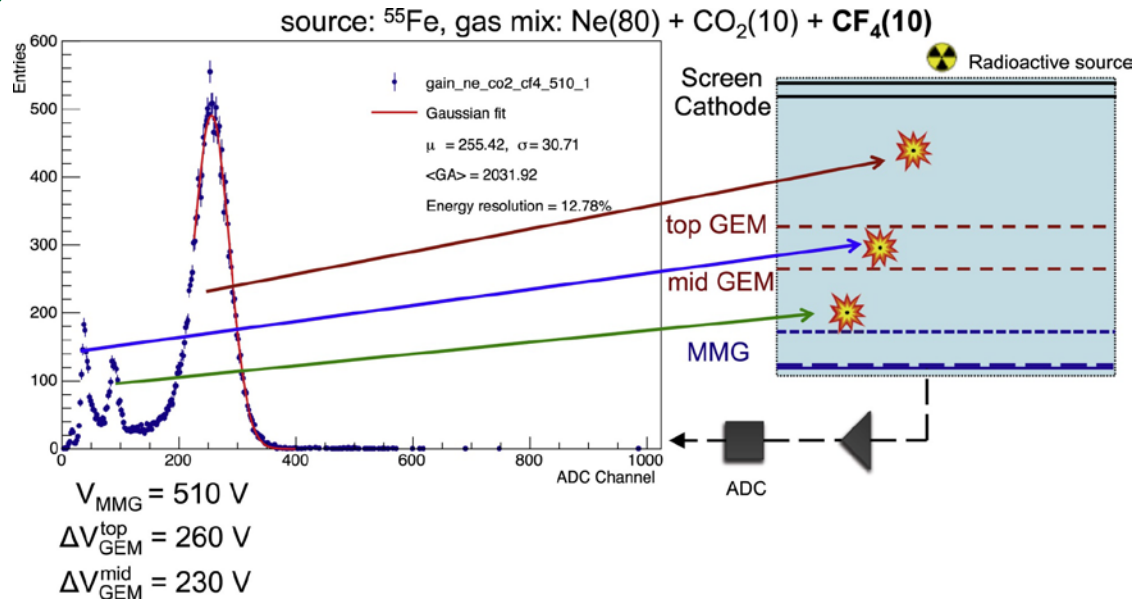 source: ⁵⁵Fe, gas mix: Ne(80) + CO₂(10) + CF₄(10)
Entries
600
500
400
300
200
100
0
0 200 400 600 800 1000
ADC Channel
gain_ne_co2_cf4_510_1
Gaussian fit
μ = 255.42, σ= 30.71
<GA> = 2031.92
Energy resolution = 12.78%
Radioactive source
Screen
Cathode
top GEM
mid GEM
MMG
ADC
V_MMG = 510 V
ΔV_GEM^top = 260 V
ΔV_GEM^mid = 230 V